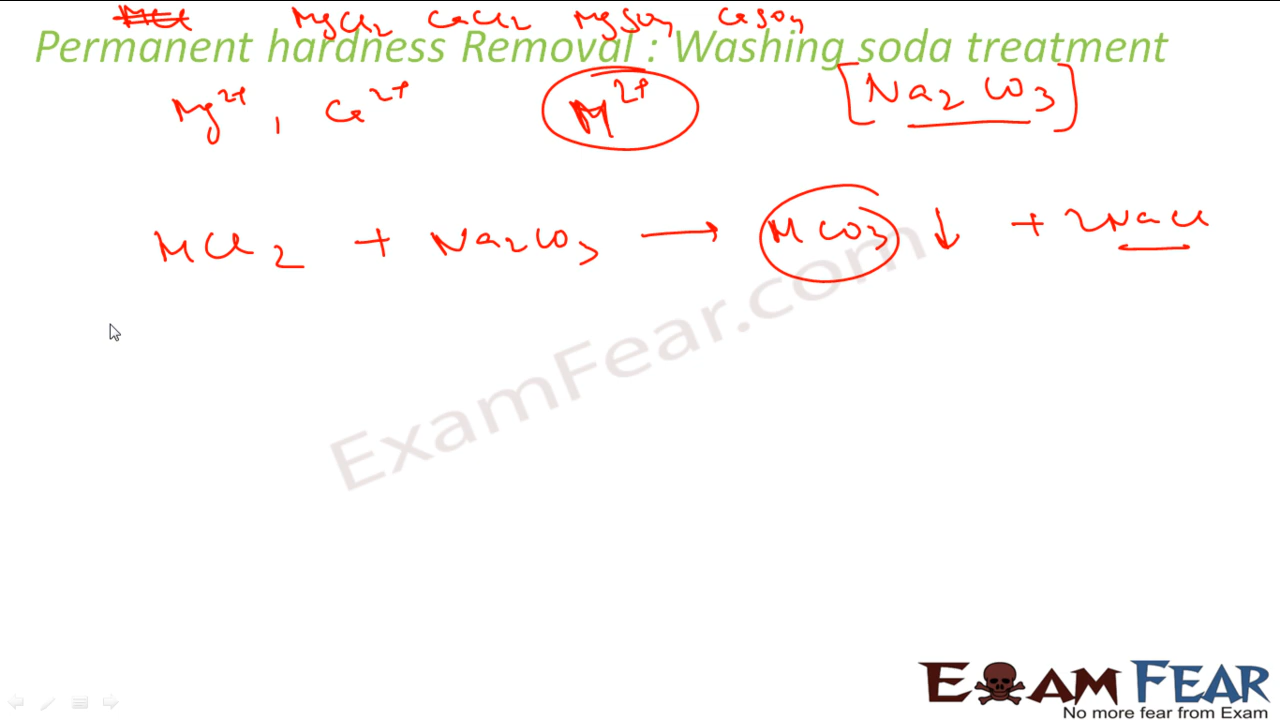 MgCl2 CaCl2 MgSO4 CaSO4
Permanent hardness Removal : Washing soda treatment
Mg2+, Ca2+ M2+ [Na2CO3]
MCl2 + Na2CO3 → MCO3 ↓ + 2NaCl
ExamFear.com
EXAM FEAR
No more fear from Exam